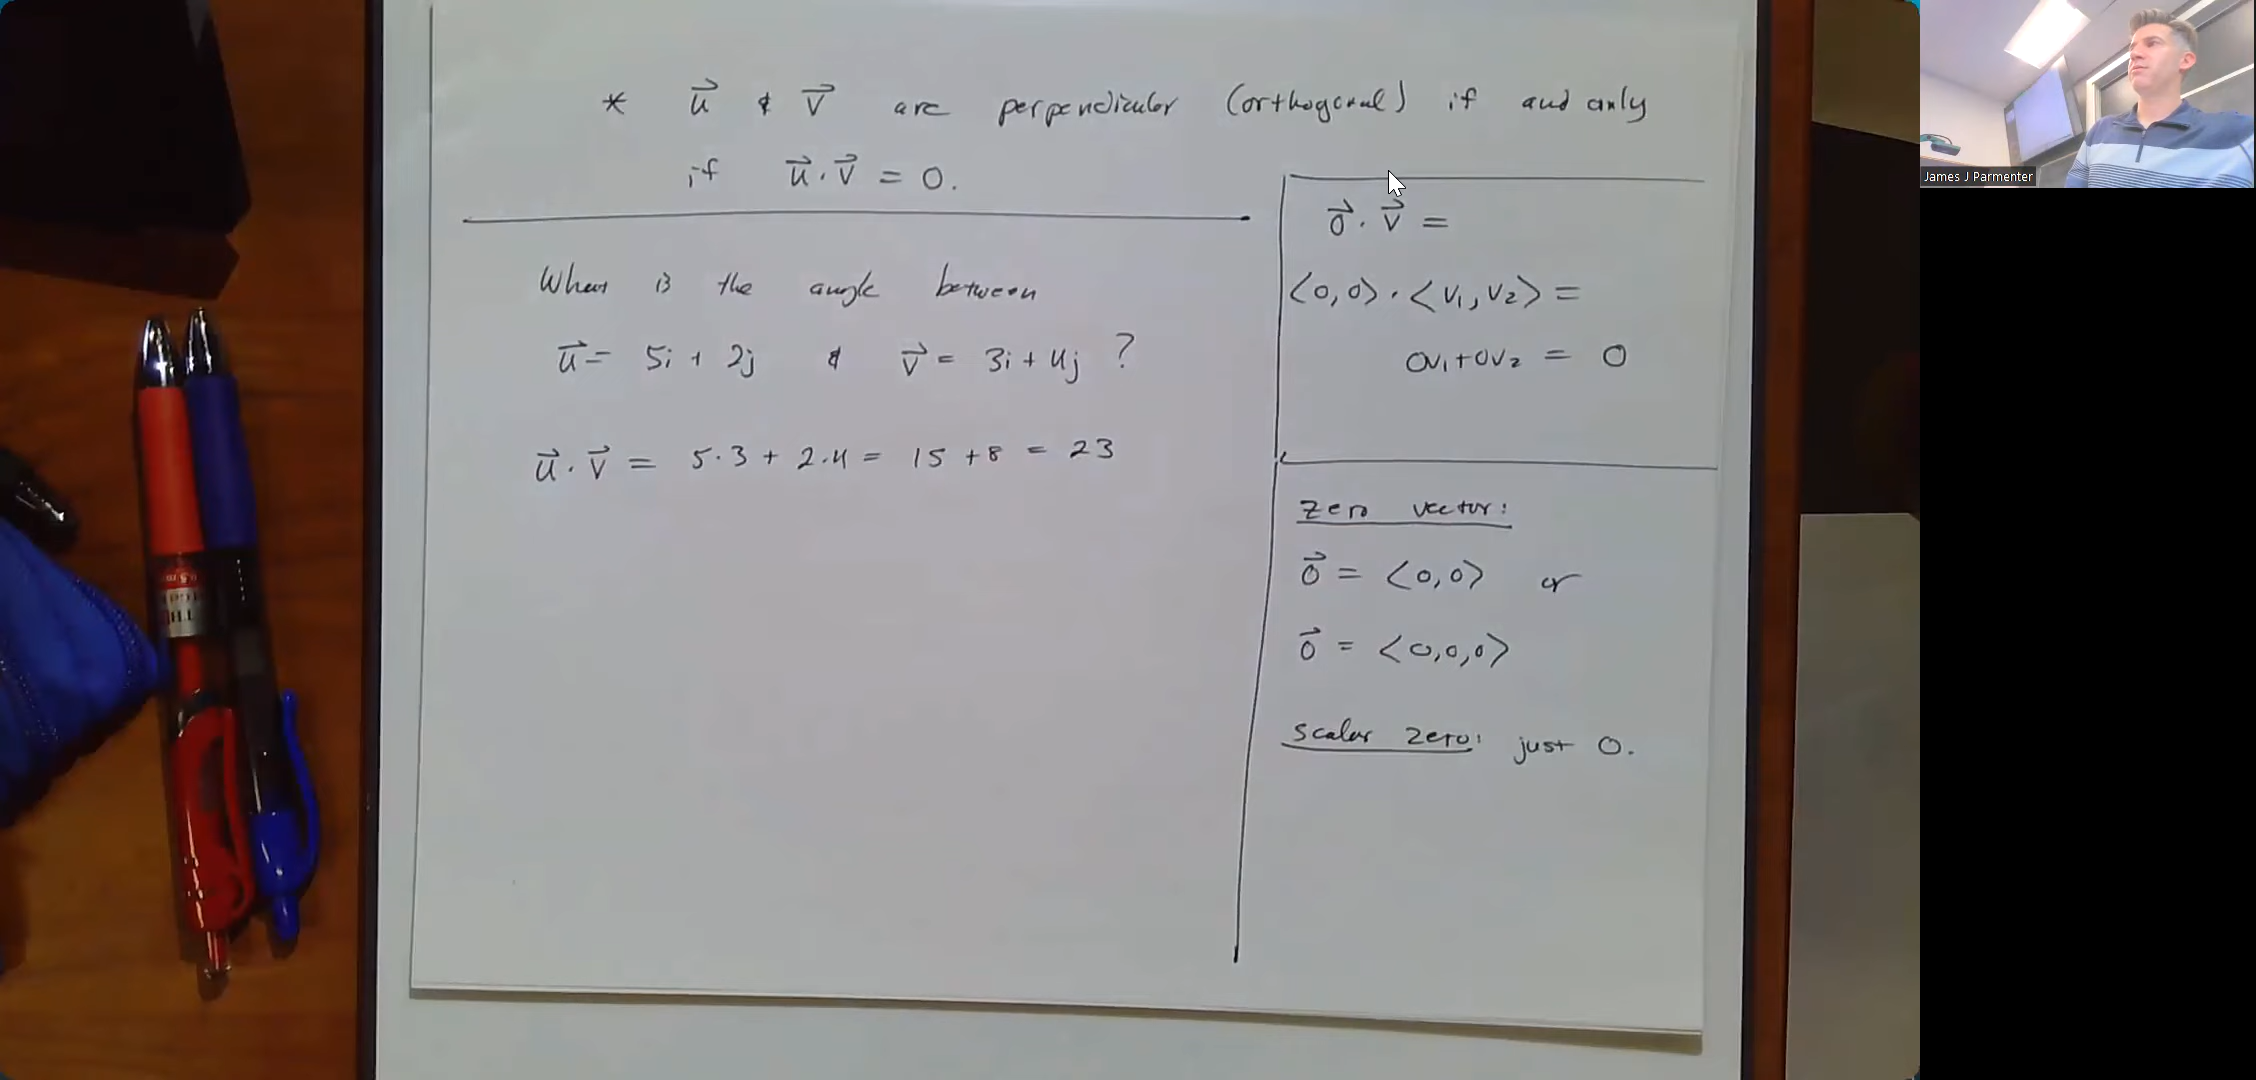 * u⃗ & v⃗ are perpendicular (orthogonal) if and only
if u⃗ · v⃗ = 0.
What is the angle between
u⃗ = 5i + 2j & v⃗ = 3i + 4j ?
u⃗ · v⃗ = 5·3 + 2·4 = 15 + 8 = 23
0⃗ · v⃗ =
⟨0,0⟩ · ⟨v₁, v₂⟩ =
0v₁ + 0v₂ = 0
Zero vector:
0⃗ = ⟨0,0⟩ or
0⃗ = ⟨0,0,0⟩
Scalar zero: just 0.
James J Parmenter